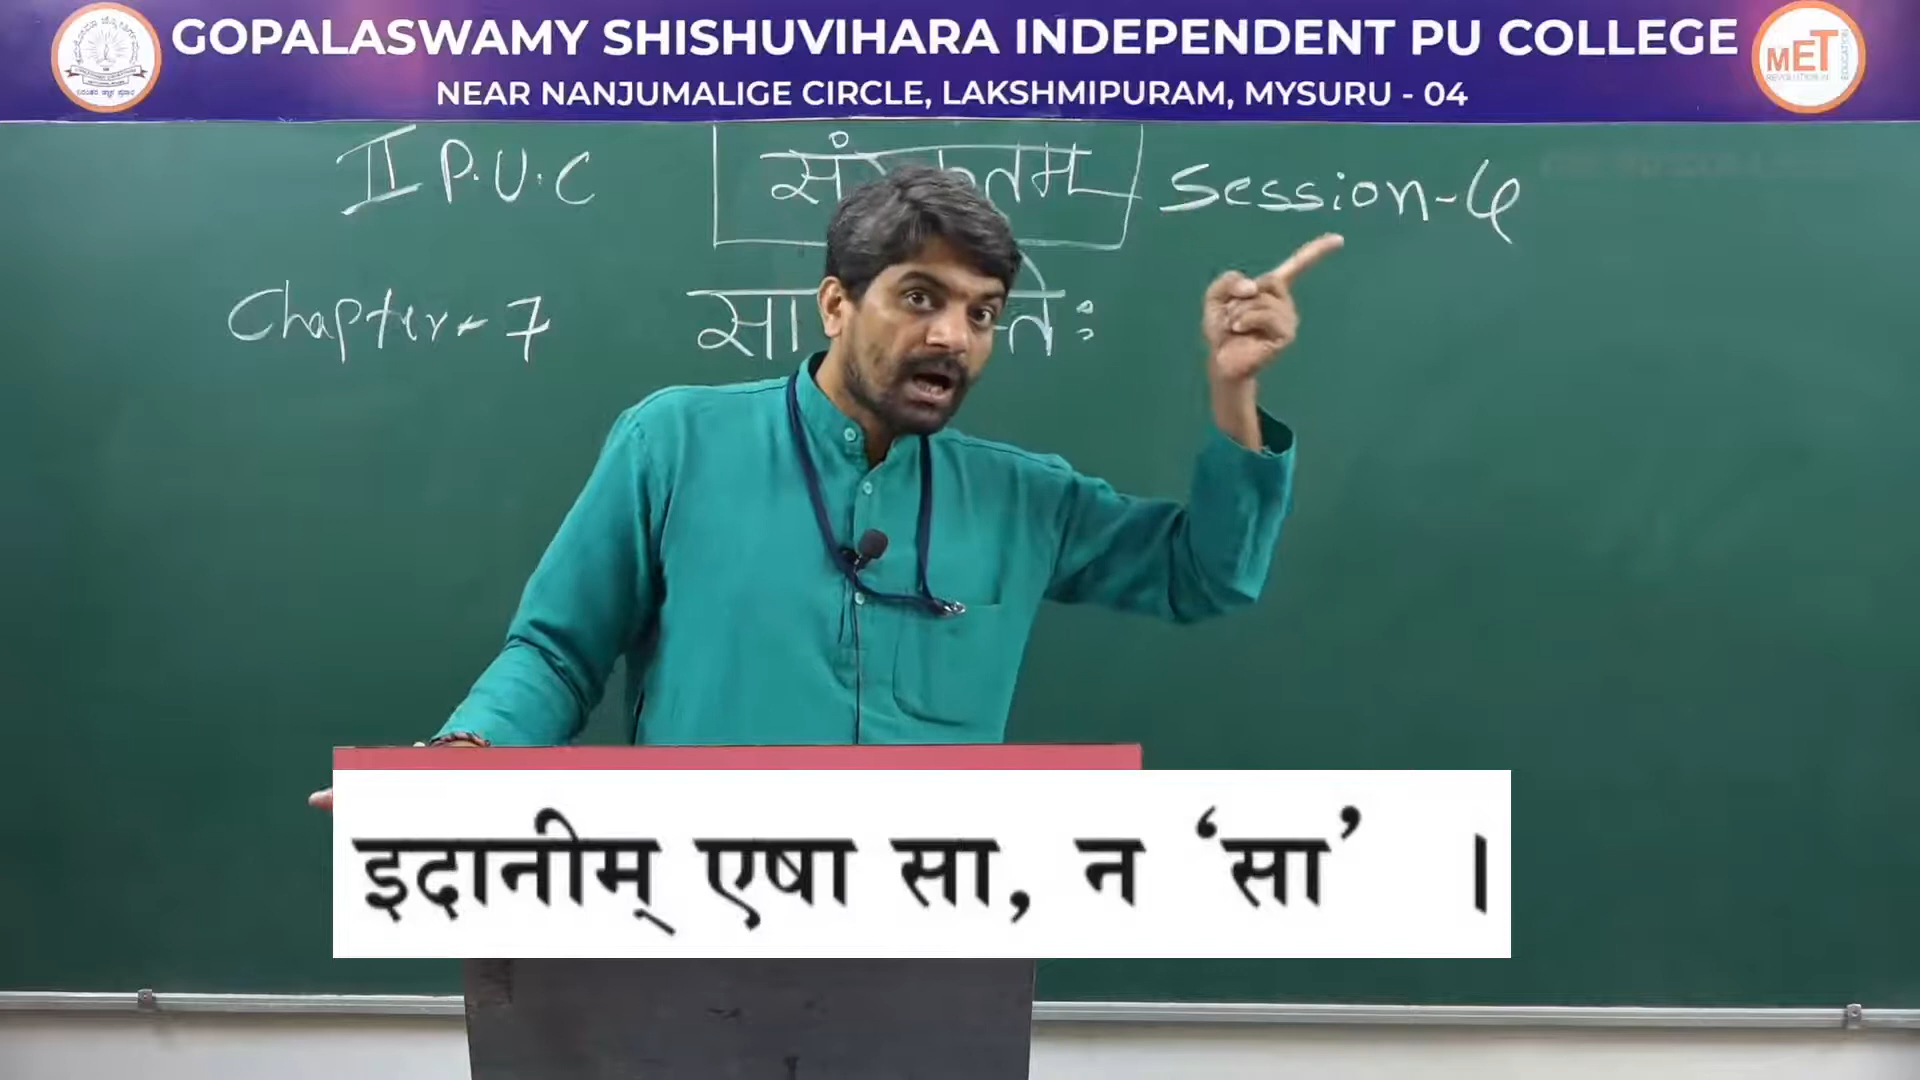 GOPALASWAMY SHISHUVIHARA INDEPENDENT PU COLLEGE
NEAR NANJUMALIGE CIRCLE, LAKSHMIPURAM, MYSURU - 04
MET
II P.U.C
Session-6
Chapter-7
इदानीम् एषा सा, न ‘सा’ ।